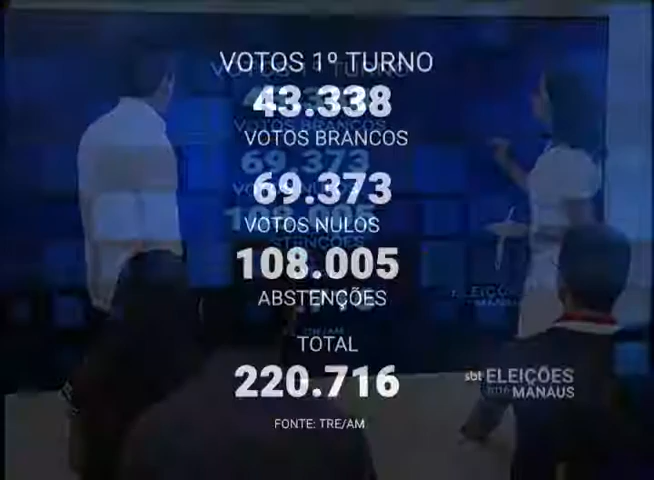 VOTOS 1º TURNO
43.338
VOTOS BRANCOS
69.373
VOTOS NULOS
108.005
ABSTENÇÕES
TOTAL
220.716
FONTE: TRE/AM
sbt ELEIÇÕES
MANAUS